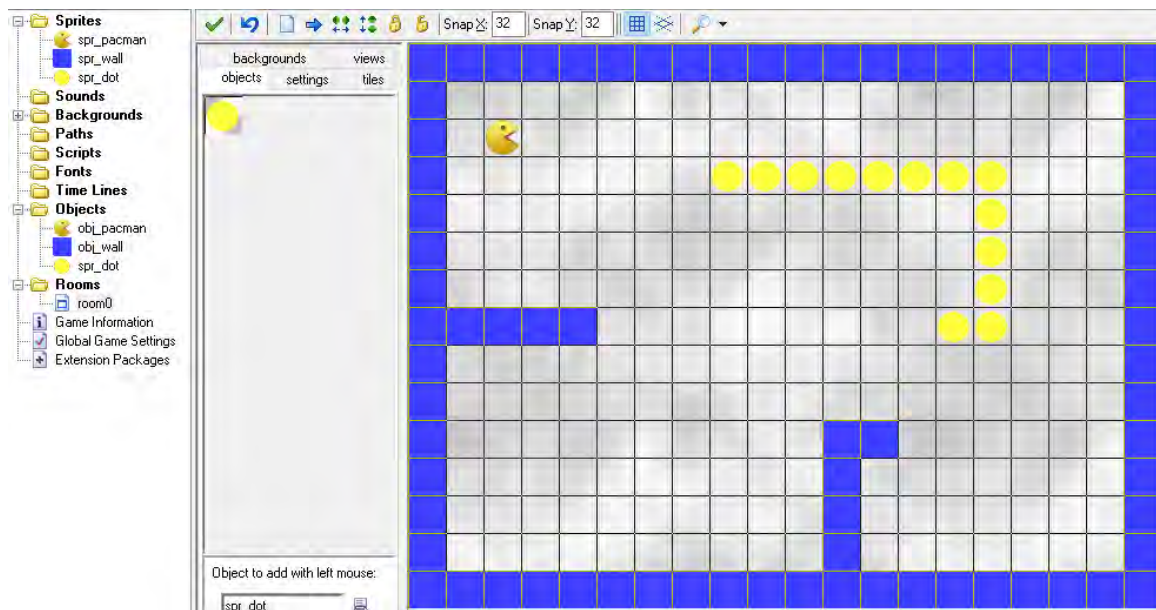 Sprites
spr_pacman
spr_wall
spr_dot
Sounds
Backgrounds
Paths
Scripts
Fonts
Time Lines
Objects
obj_pacman
obj_wall
spr_dot
Rooms
room0
Game Information
Global Game Settings
Extension Packages
Snap X: 32 Snap Y: 32
backgrounds views
objects settings tiles
Object to add with left mouse:
spr_dot